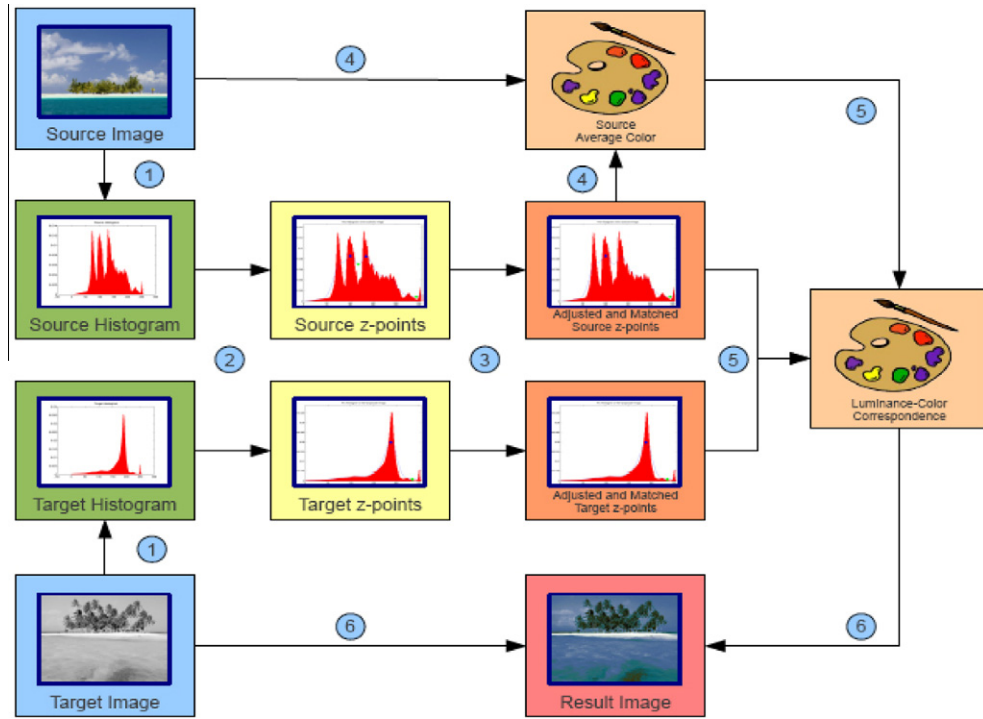 Source Image
4
Source
Average Color
5
1
4
Source Histogram
Source z-points
Adjusted and Matched
Source z-points
2
3
5
Luminance-Color
Correspondence
Target Histogram
Target z-points
Adjusted and Matched
Target z-points
1
6
6
Target Image
Result Image